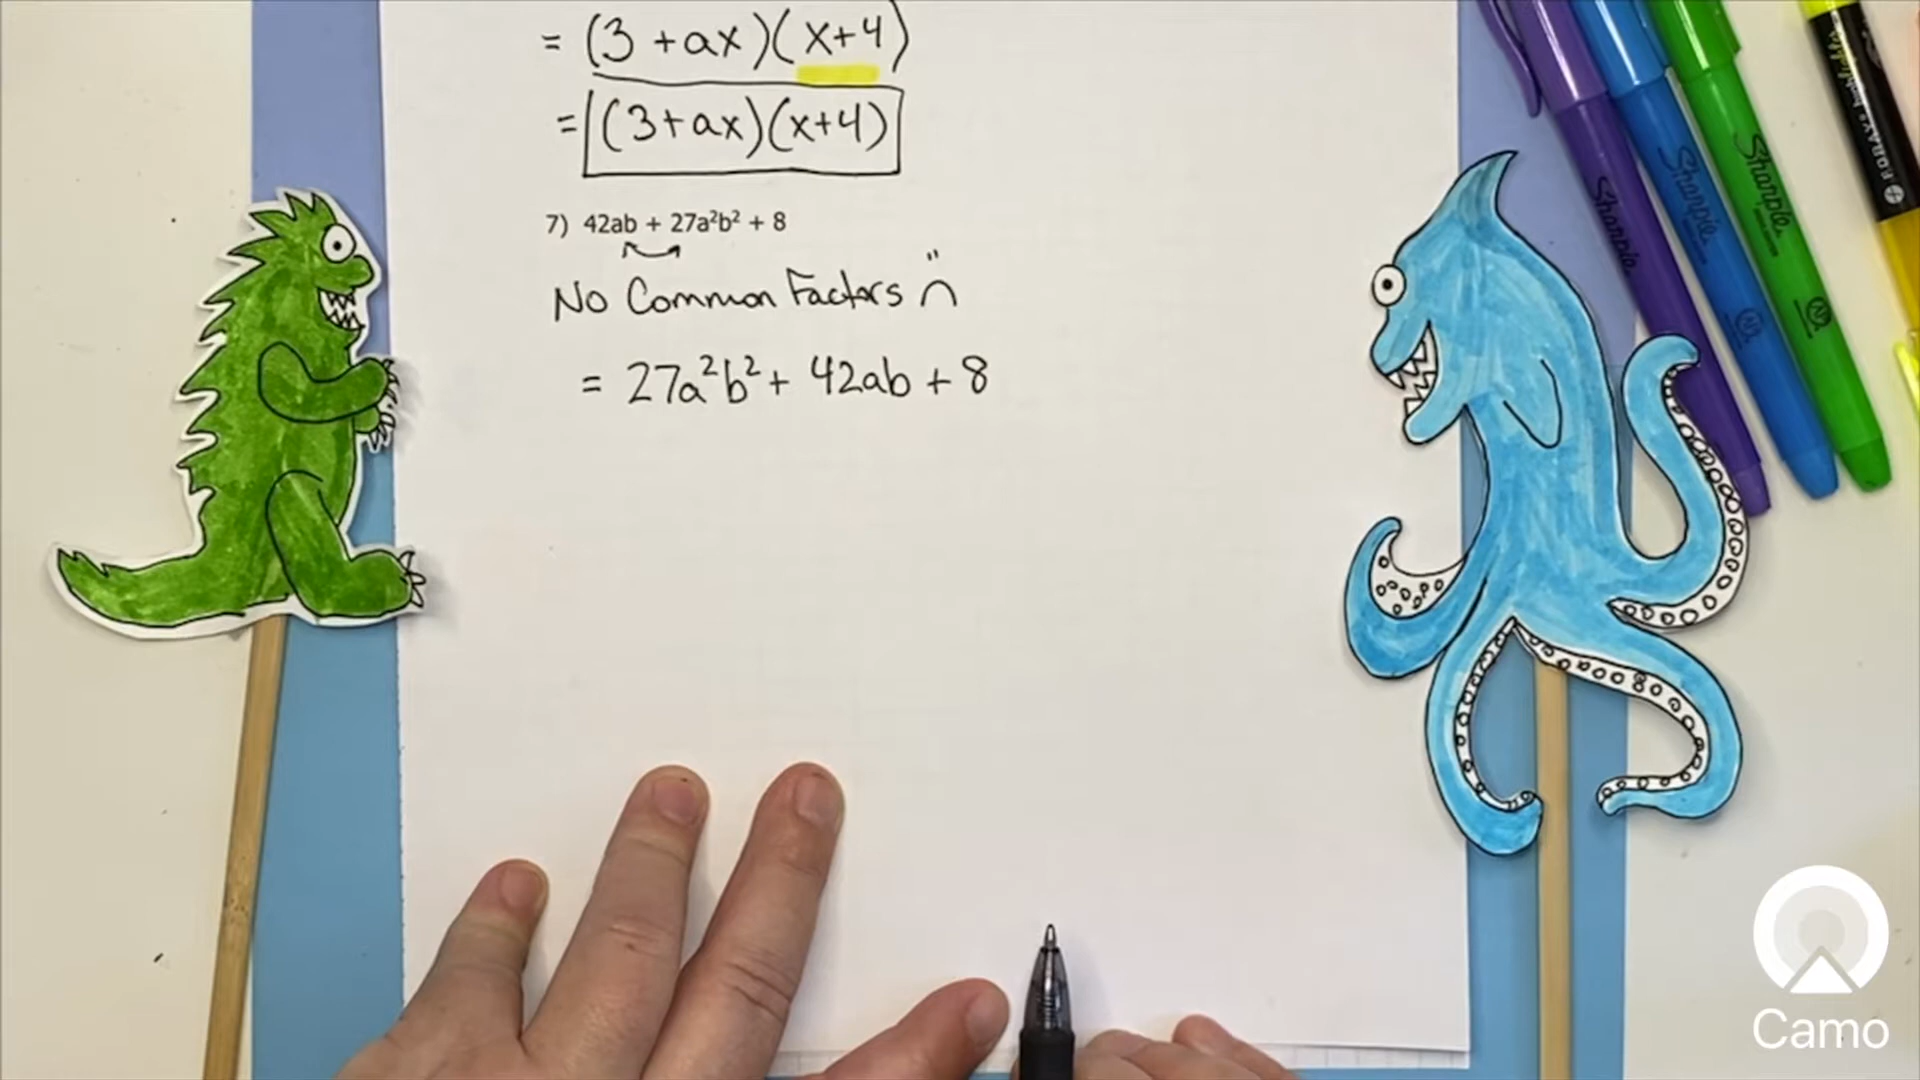 = (3 + ax)(x+4)
= (3+ax)(x+4)
7) 42ab + 27a²b² + 8
No Common Factors
= 27a²b² + 42ab + 8
Sharpie
Sharpie
Sharpie
Camo